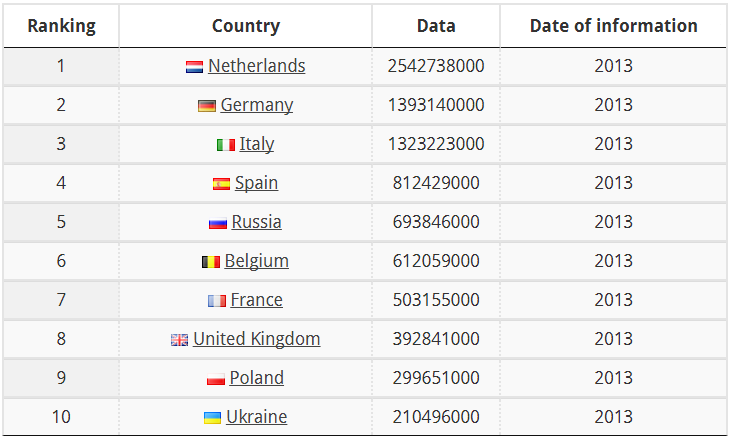 Ranking Country Data Date of information
1 Netherlands 2542738000 2013
2 Germany 1393140000 2013
3 Italy 1323223000 2013
4 Spain 812429000 2013
5 Russia 693846000 2013
6 Belgium 612059000 2013
7 France 503155000 2013
8 United Kingdom 392841000 2013
9 Poland 299651000 2013
10 Ukraine 210496000 2013